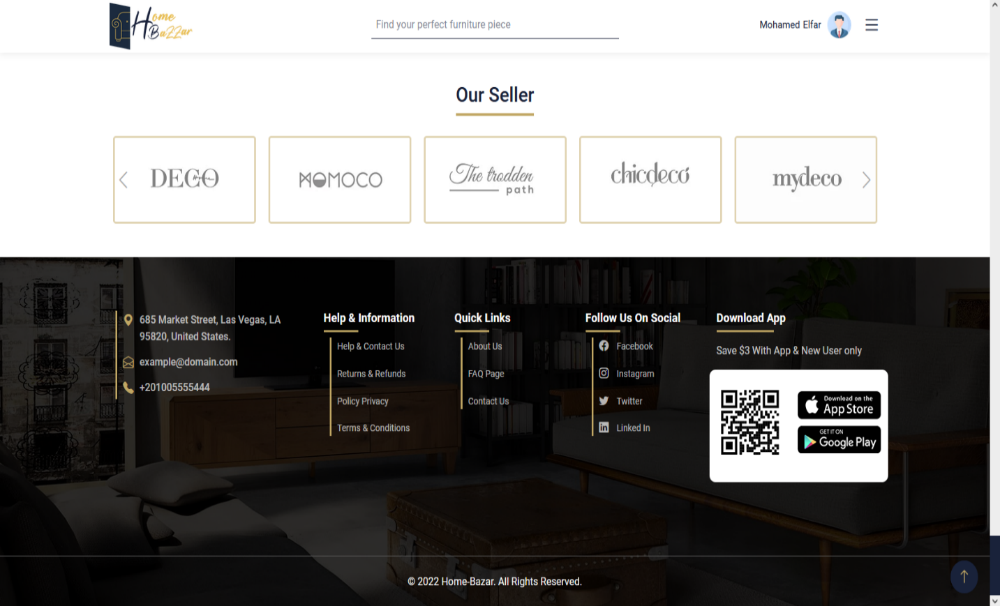 Home
BaZZar
Find your perfect furniture piece
Mohamed Elfar
Our Seller
DECO
MOMOCO
The trodden
path
chicdecó
mydeco
685 Market Street, Las Vegas, LA
95820, United States.
example@domain.com
+201005555444
Help & Information
Help & Contact Us
Returns & Refunds
Policy Privacy
Terms & Conditions
Quick Links
About Us
FAQ Page
Contact Us
Follow Us On Social
Facebook
Instagram
Twitter
Linked In
Download App
Save $3 With App & New User only
Download on the
App Store
GET IT ON
Google Play
© 2022 Home-Bazar. All Rights Reserved.